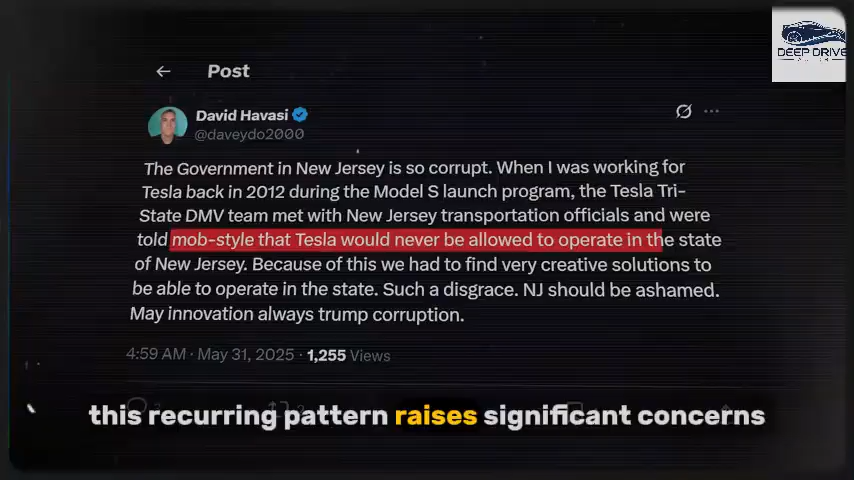 DEEP DRIVE
Post
David Havasi
@daveydo2000
The Government in New Jersey is so corrupt. When I was working for
Tesla back in 2012 during the Model S launch program, the Tesla Tri-
State DMV team met with New Jersey transportation officials and were
told mob-style that Tesla would never be allowed to operate in the state
of New Jersey. Because of this we had to find very creative solutions to
be able to operate in the state. Such a disgrace. NJ should be ashamed.
May innovation always trump corruption.
4:59 AM · May 31, 2025 · 1,255 Views
this recurring pattern raises significant concerns